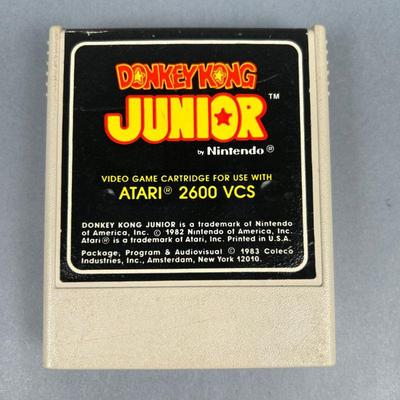 DONKEY KONG
JUNIOR™
by Nintendo®
VIDEO GAME CARTRIDGE FOR USE WITH
ATARI® 2600 VCS
DONKEY KONG JUNIOR is a trademark of Nintendo
of America, Inc. © 1982 Nintendo of America, Inc.
Atari® is a trademark of Atari, Inc. Printed in U.S.A.
Package, Program & Audiovisual © 1983 Coleco
Industries, Inc., Amsterdam, New York 12010.